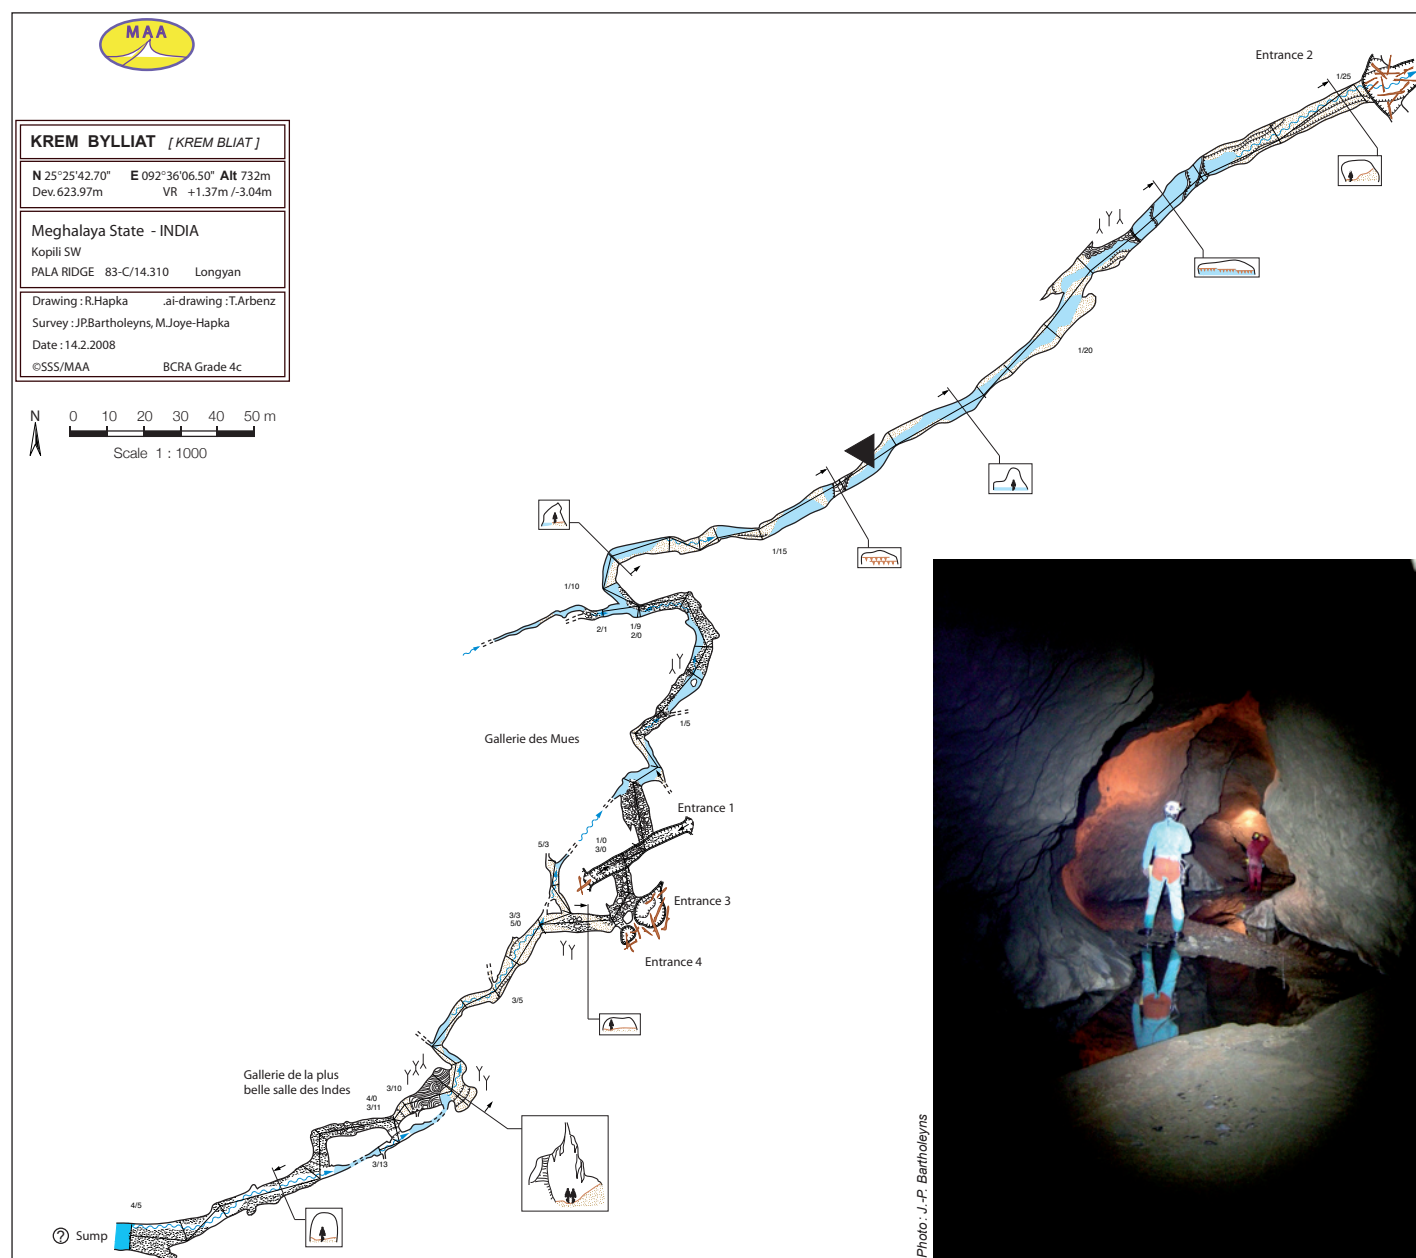 MAA
KREM BYLLIAT [ KREM BLIAT ]
N 25°25'42.70" E 092°36'06.50" Alt 732m
Dev.623.97m VR +1.37m /-3.04m
Meghalaya State - INDIA
Kopili SW
PALA RIDGE 83-C/14.310 Longyan
Drawing : R.Hapka .ai-drawing : T.Arbenz
Survey : JP.Bartholeyns, M.Joye-Hapka
Date : 14.2.2008
©SSS/MAA BCRA Grade 4c
N
0 10 20 30 40 50 m
Scale 1 : 1000
Entrance 2
1/25
1/20
1/15
1/10
2/1
1/9
2/0
1/5
Gallerie des Mues
Entrance 1
1/0
3/0
5/3
Entrance 3
3/3
5/0
Entrance 4
3/5
Gallerie de la plus
belle salle des Indes
3/10
4/0
3/11
3/13
4/5
? Sump
Photo : J.-P. Bartholeyns